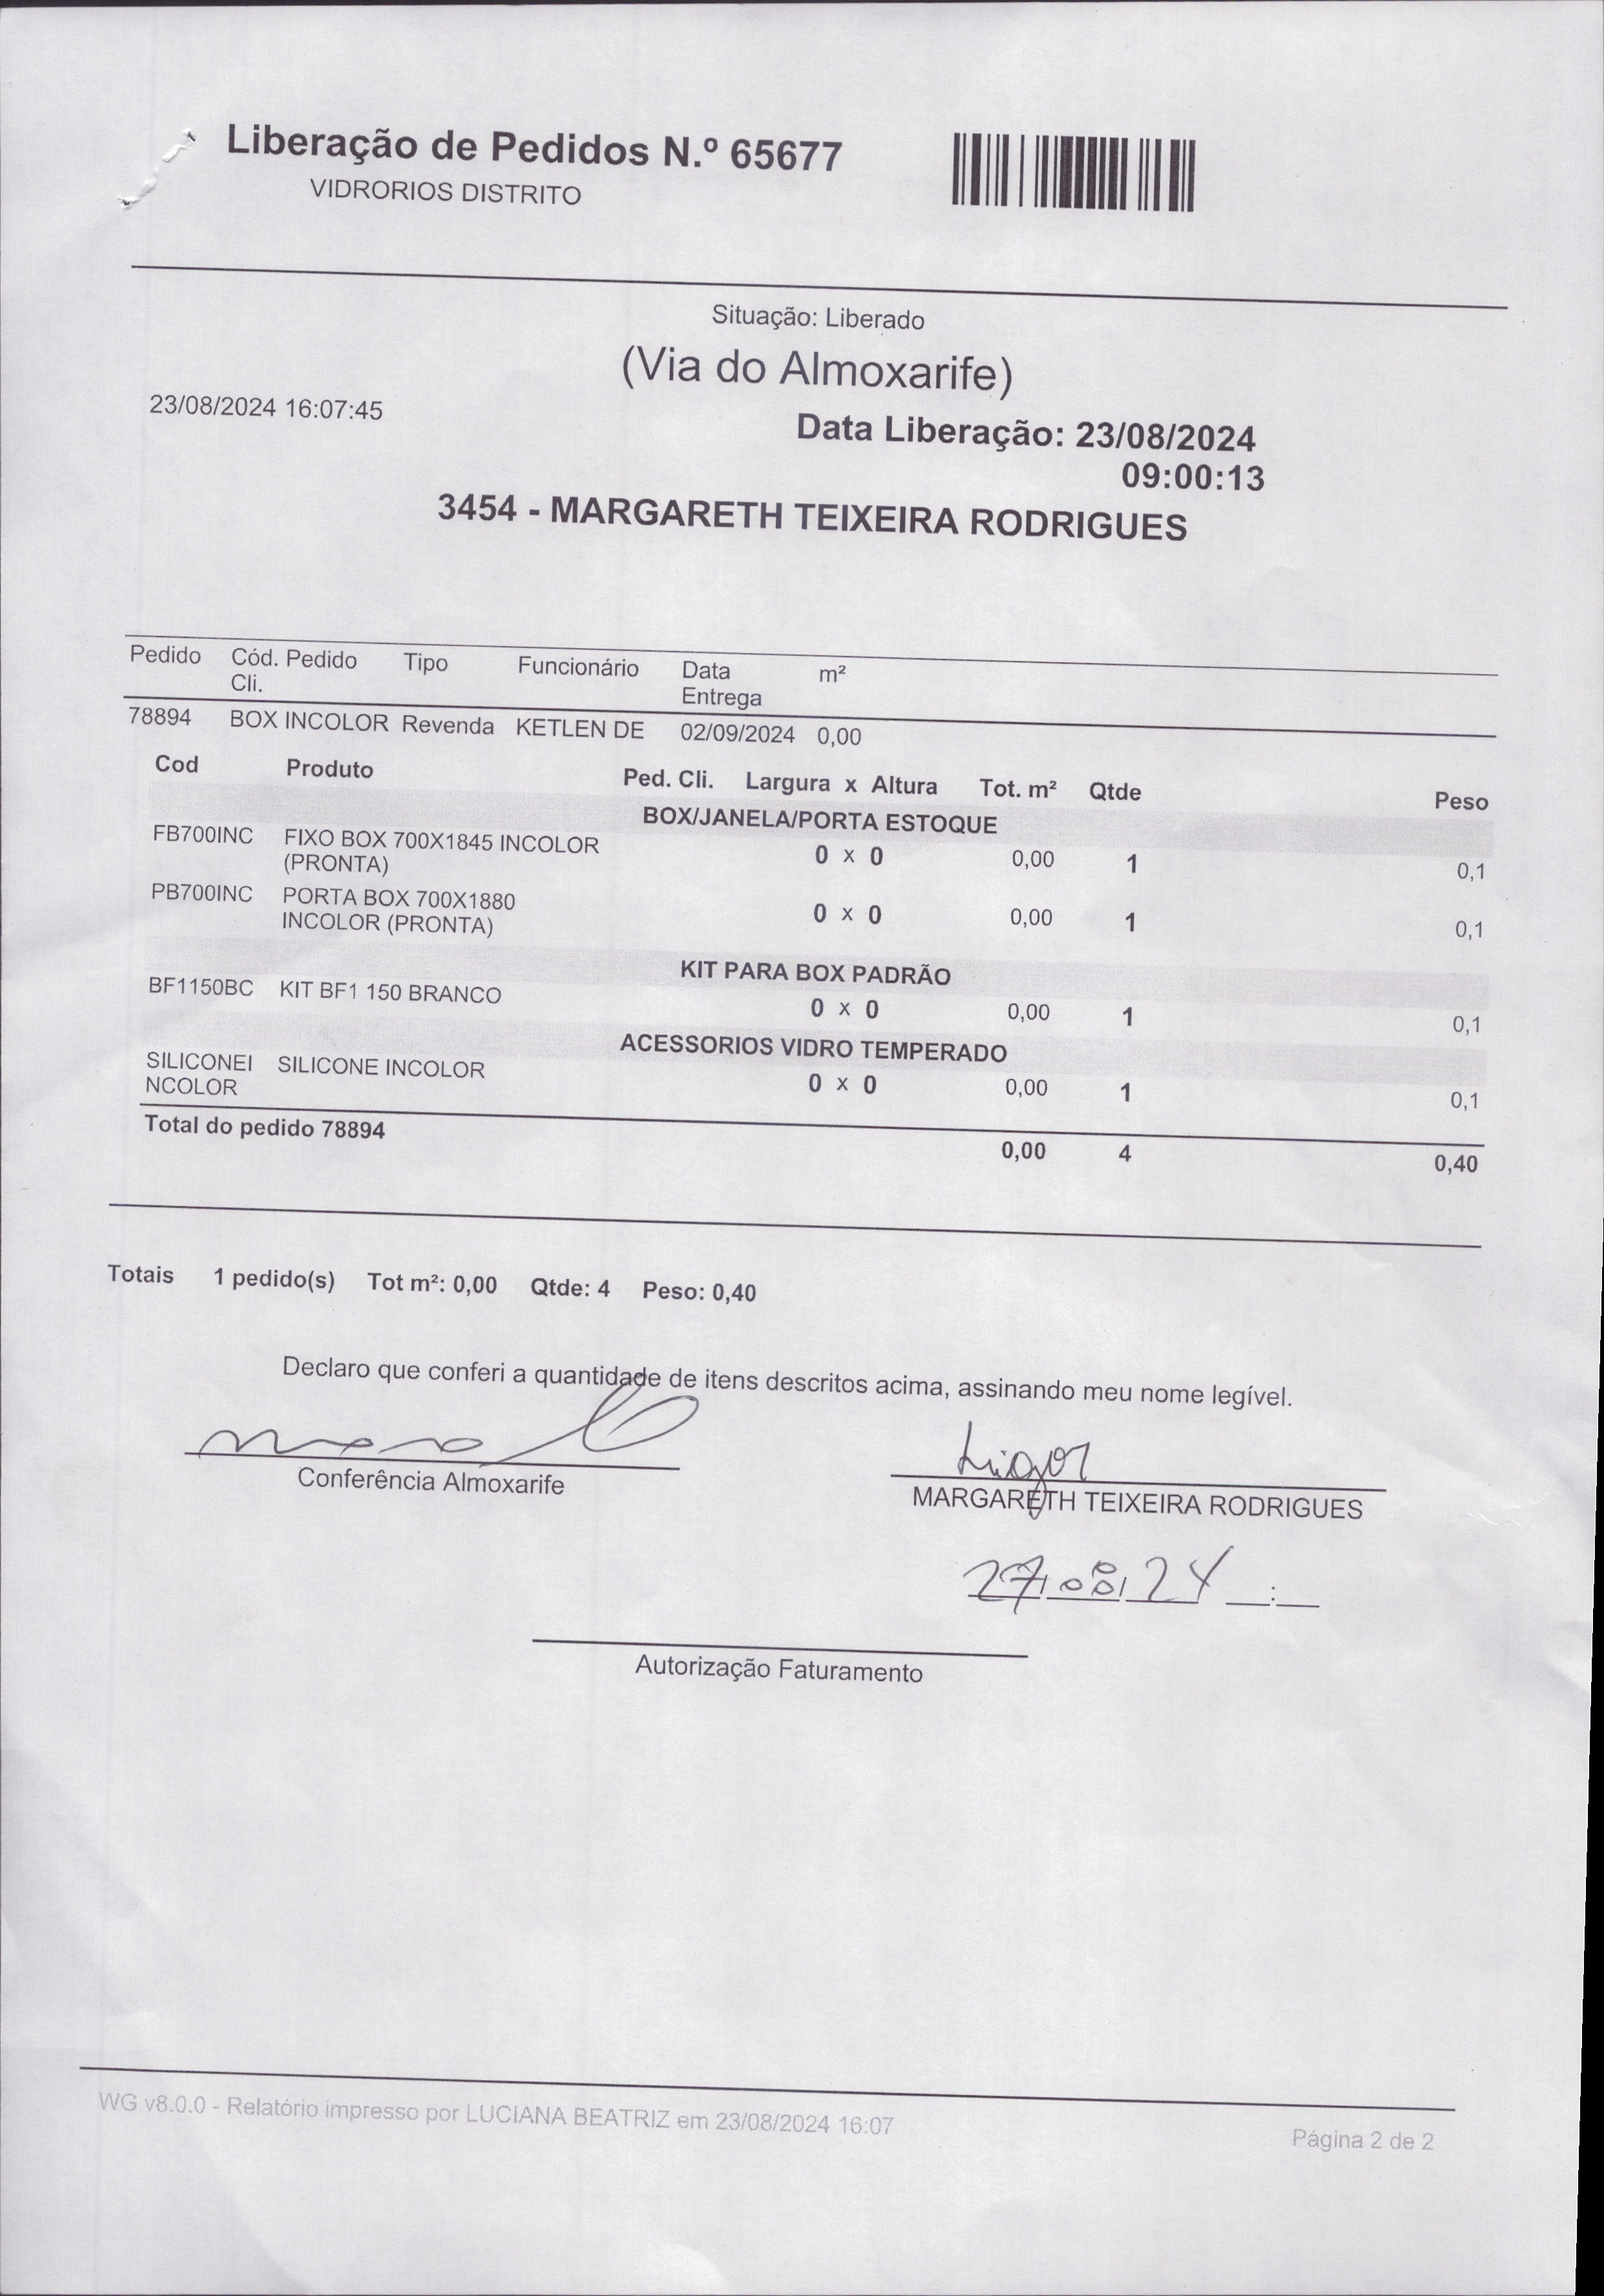 Liberação de Pedidos N.º 65677
VIDRORIOS DISTRITO
Situação: Liberado
(Via do Almoxarife)
23/08/2024 16:07:45
Data Liberação: 23/08/2024
09:00:13
3454 - MARGARETH TEIXEIRA RODRIGUES
Pedido Cód. Pedido Cli. Tipo Funcionário Data Entrega m²
78894 BOX INCOLOR Revenda KETLEN DE 02/09/2024 0,00
Cod Produto Ped. Cli. Largura x Altura Tot. m² Qtde Peso
BOX/JANELA/PORTA ESTOQUE
FB700INC FIXO BOX 700X1845 INCOLOR 0 x 0 0,00 1 0,1
(PRONTA)
PB700INC PORTA BOX 700X1880 0 x 0 0,00 1 0,1
INCOLOR (PRONTA)
KIT PARA BOX PADRÃO
BF1150BC KIT BF1 150 BRANCO 0 x 0 0,00 1 0,1
ACESSORIOS VIDRO TEMPERADO
SILICONEI SILICONE INCOLOR 0 x 0 0,00 1 0,1
NCOLOR
Total do pedido 78894 0,00 4 0,40
Totais 1 pedido(s) Tot m²: 0,00 Qtde: 4 Peso: 0,40
Declaro que conferi a quantidade de itens descritos acima, assinando meu nome legível.
Conferência Almoxarife
MARGARETH TEIXEIRA RODRIGUES
27/08/24 __:__
Autorização Faturamento
WG v8.0.0 - Relatório impresso por LUCIANA BEATRIZ em 23/08/2024 16:07
Página 2 de 2